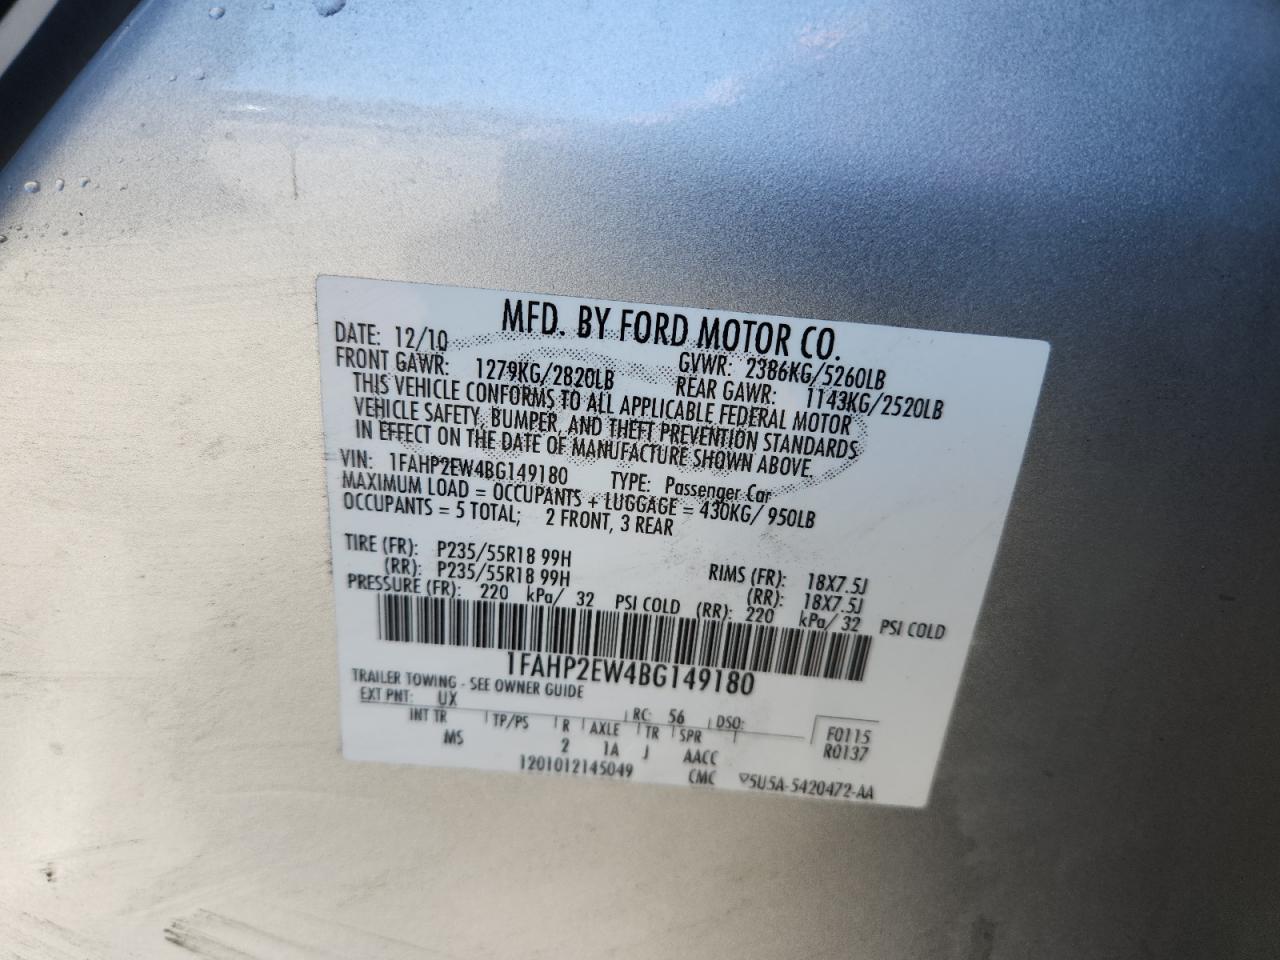 MFD. BY FORD MOTOR CO.
DATE: 12/10 GVWR: 2386KG/5260LB
FRONT GAWR: 1279KG/2820LB REAR GAWR: 1143KG/2520LB
THIS VEHICLE CONFORMS TO ALL APPLICABLE FEDERAL MOTOR
VEHICLE SAFETY, BUMPER, AND THEFT PREVENTION STANDARDS
IN EFFECT ON THE DATE OF MANUFACTURE SHOWN ABOVE.
VIN: 1FAHP2EW4BG149180 TYPE: Passenger Car
MAXIMUM LOAD = OCCUPANTS + LUGGAGE = 430KG/ 950LB
OCCUPANTS = 5 TOTAL; 2 FRONT, 3 REAR
TIRE (FR): P235/55R18 99H RIMS (FR): 18X7.5J
(RR): P235/55R18 99H (RR): 18X7.5J
PRESSURE (FR): 220 kPa/ 32 PSI COLD (RR): 220 kPa/ 32 PSI COLD
1FAHP2EW4BG149180
TRAILER TOWING - SEE OWNER GUIDE
EXT PNT: UX RC: 56 DSO:
INT TR TP/PS R AXLE TR SPR F0115
MS 2 1A J AACC R0137
1201012145049 CMC 5U5A-5420472-AA